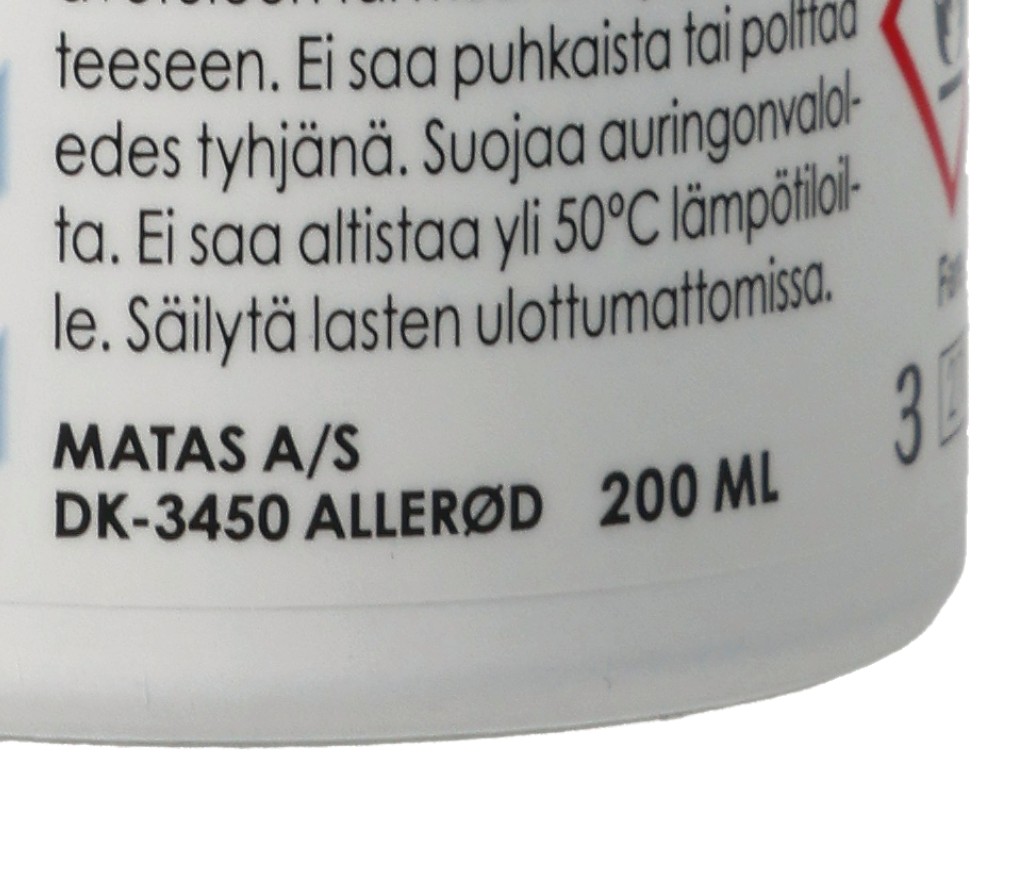 teeseen. Ei saa puhkaista tai polttaa
edes tyhjänä. Suojaa auringonvalol-
ta. Ei saa altistaa yli 50°C lämpötiloil-
le. Säilytä lasten ulottumattomissa.
MATAS A/S
DK-3450 ALLERØD 200 ML
3